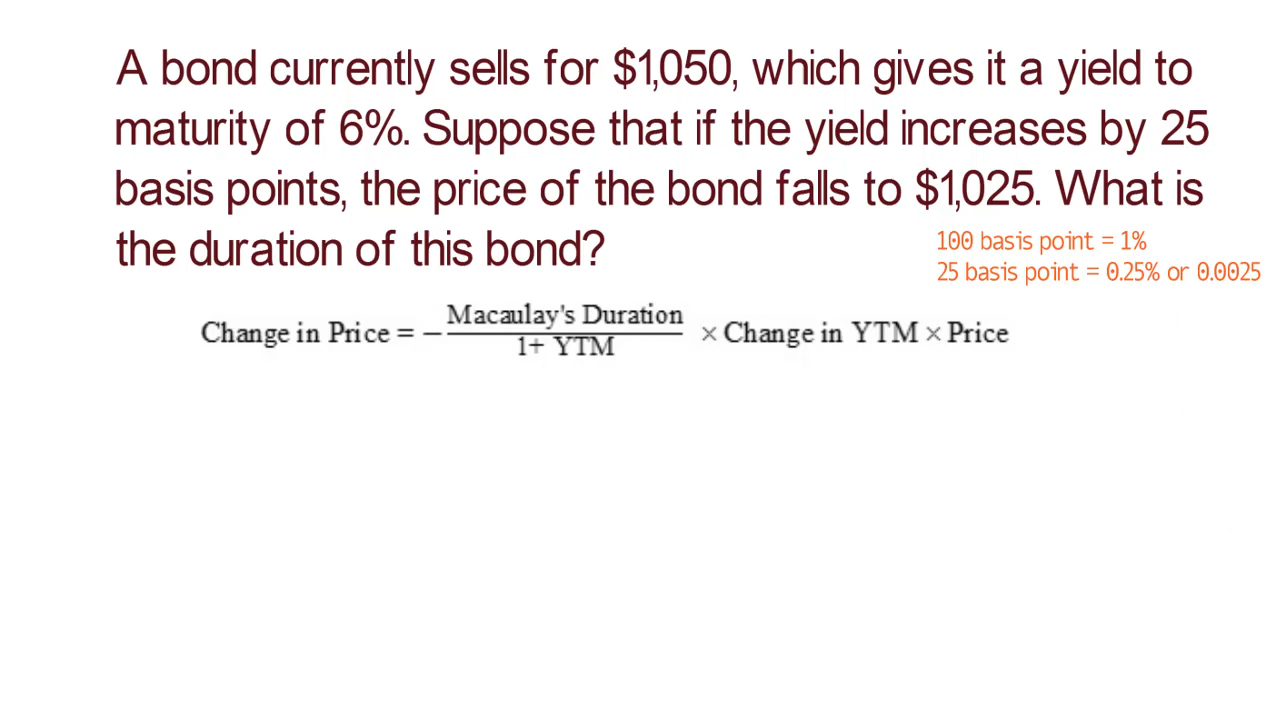 A bond currently sells for $1,050, which gives it a yield to
maturity of 6%. Suppose that if the yield increases by 25
basis points, the price of the bond falls to $1,025. What is
the duration of this bond?
100 basis point = 1%
25 basis point = 0.25% or 0.0025
Change in Price = − Macaulay's Duration / 1+ YTM × Change in YTM × Price